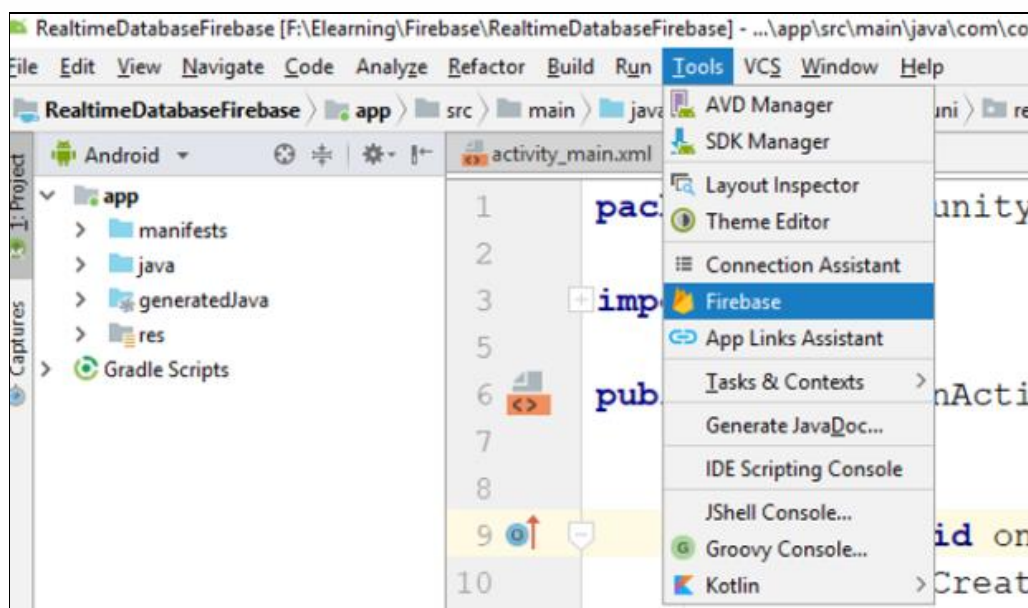 RealtimeDatabaseFirebase [F:\Elearning\Firebase\RealtimeDatabaseFirebase] - ...\app\src\main\java\com\co
File Edit View Navigate Code Analyze Refactor Build Run Tools VCS Window Help
RealtimeDatabaseFirebase app src main java uni re
1: Project
Captures
Android
app
manifests
java
generatedJava
res
Gradle Scripts
activity_main.xml
1 pac unity
2
3 imp
5
6 pub nActi
7
8
9 id on
10 Creat
AVD Manager
SDK Manager
Layout Inspector
Theme Editor
Connection Assistant
Firebase
App Links Assistant
Tasks & Contexts
Generate JavaDoc...
IDE Scripting Console
JShell Console...
Groovy Console...
Kotlin